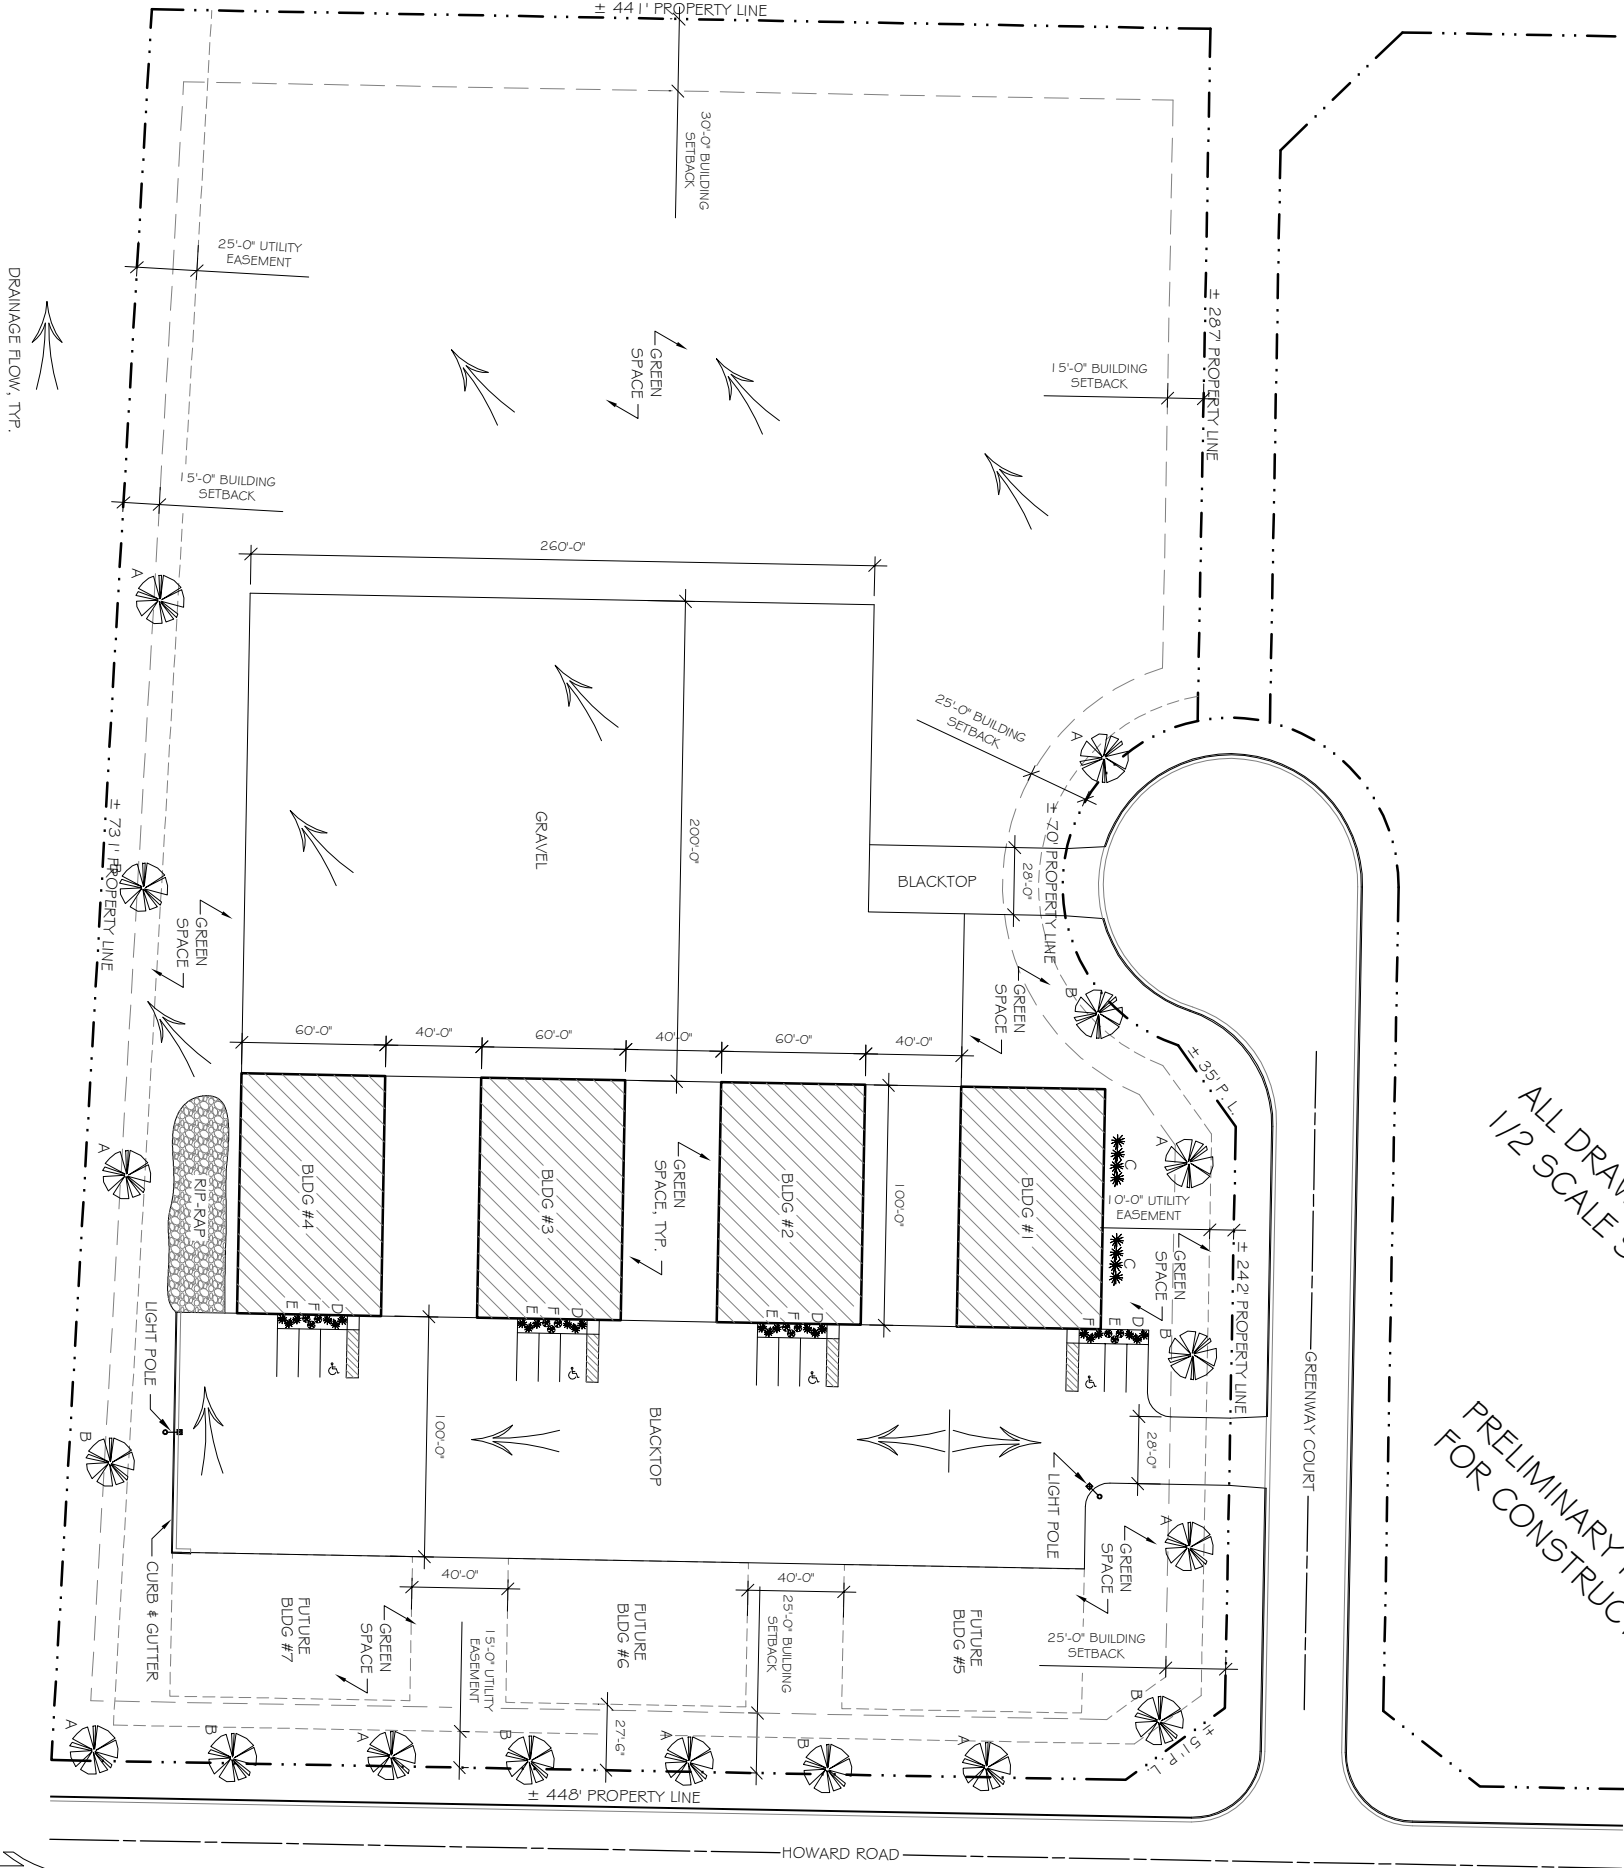 ± 441' PROPERTY LINE
30'-0" BUILDING
SETBACK
25'-0" UTILITY
EASEMENT
DRAINAGE FLOW, TYP.
GREEN
SPACE
± 287' PROPERTY LINE
15'-0" BUILDING
SETBACK
15'-0" BUILDING
SETBACK
260'-0"
A
25'-0" BUILDING
SETBACK
A
± 731' PROPERTY LINE
B
GRAVEL
200'-0"
± 70' PROPERTY LINE
BLACKTOP
28'-0"
GREEN
SPACE
GREEN
SPACE
B
60'-0"
40'-0"
60'-0"
40'-0"
60'-0"
40'-0"
± 35' P. L.
ALL DRAW
1/2 SCALE S
A
RIP-RAP
BLDG #4
BLDG #3
GREEN
SPACE, TYP.
BLDG #2
100'-0"
BLDG #1
C
A
10'-0" UTILITY
EASEMENT
C
GREEN
SPACE
± 242' PROPERTY LINE
E
F
D
E
F
D
E
F
D
F
E
D
B
LIGHT POLE
GREENWAY COURT
B
100'-0"
BLACKTOP
28'-0"
LIGHT POLE
PRELIMINARY
FOR CONSTRUC
A
GREEN
SPACE
CURB & GUTTER
40'-0"
40'-0"
FUTURE
BLDG #7
GREEN
SPACE
15'-0" UTILITY
EASEMENT
FUTURE
BLDG #6
25'-0" BUILDING
SETBACK
FUTURE
BLDG #5
25'-0" BUILDING
SETBACK
B
27'-6"
± 51' P. L.
A
B
A
B
A
B
A
± 448' PROPERTY LINE
HOWARD ROAD